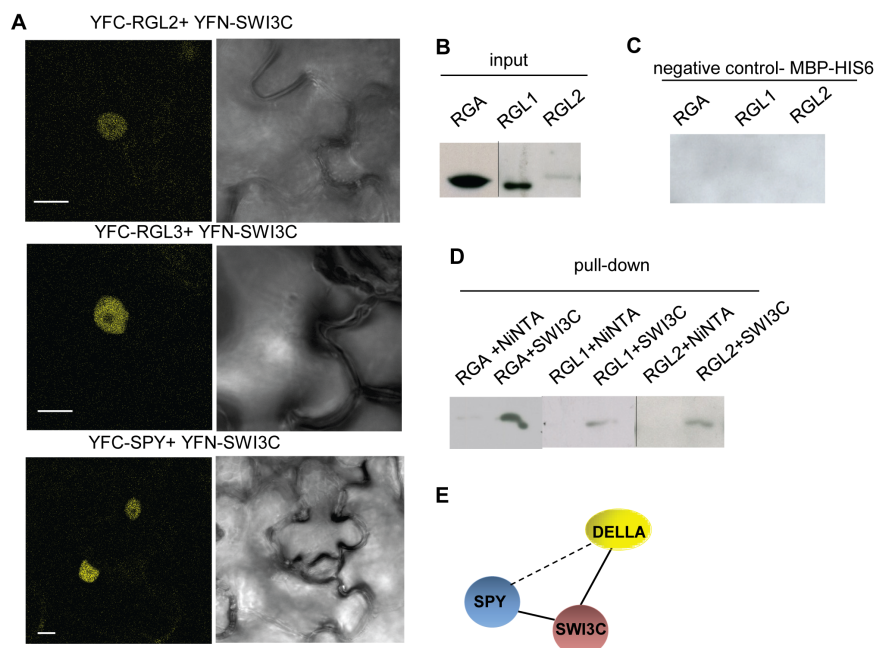 A
YFC-RGL2+ YFN-SWI3C
YFC-RGL3+ YFN-SWI3C
YFC-SPY+ YFN-SWI3C
B
input
RGA RGL1 RGL2
C
negative control- MBP-HIS6
RGA RGL1 RGL2
D
pull-down
RGA +NiNTA RGA+SWI3C RGL1+NiNTA RGL1+SWI3C RGL2+NiNTA RGL2+SWI3C
E
DELLA
SPY
SWI3C